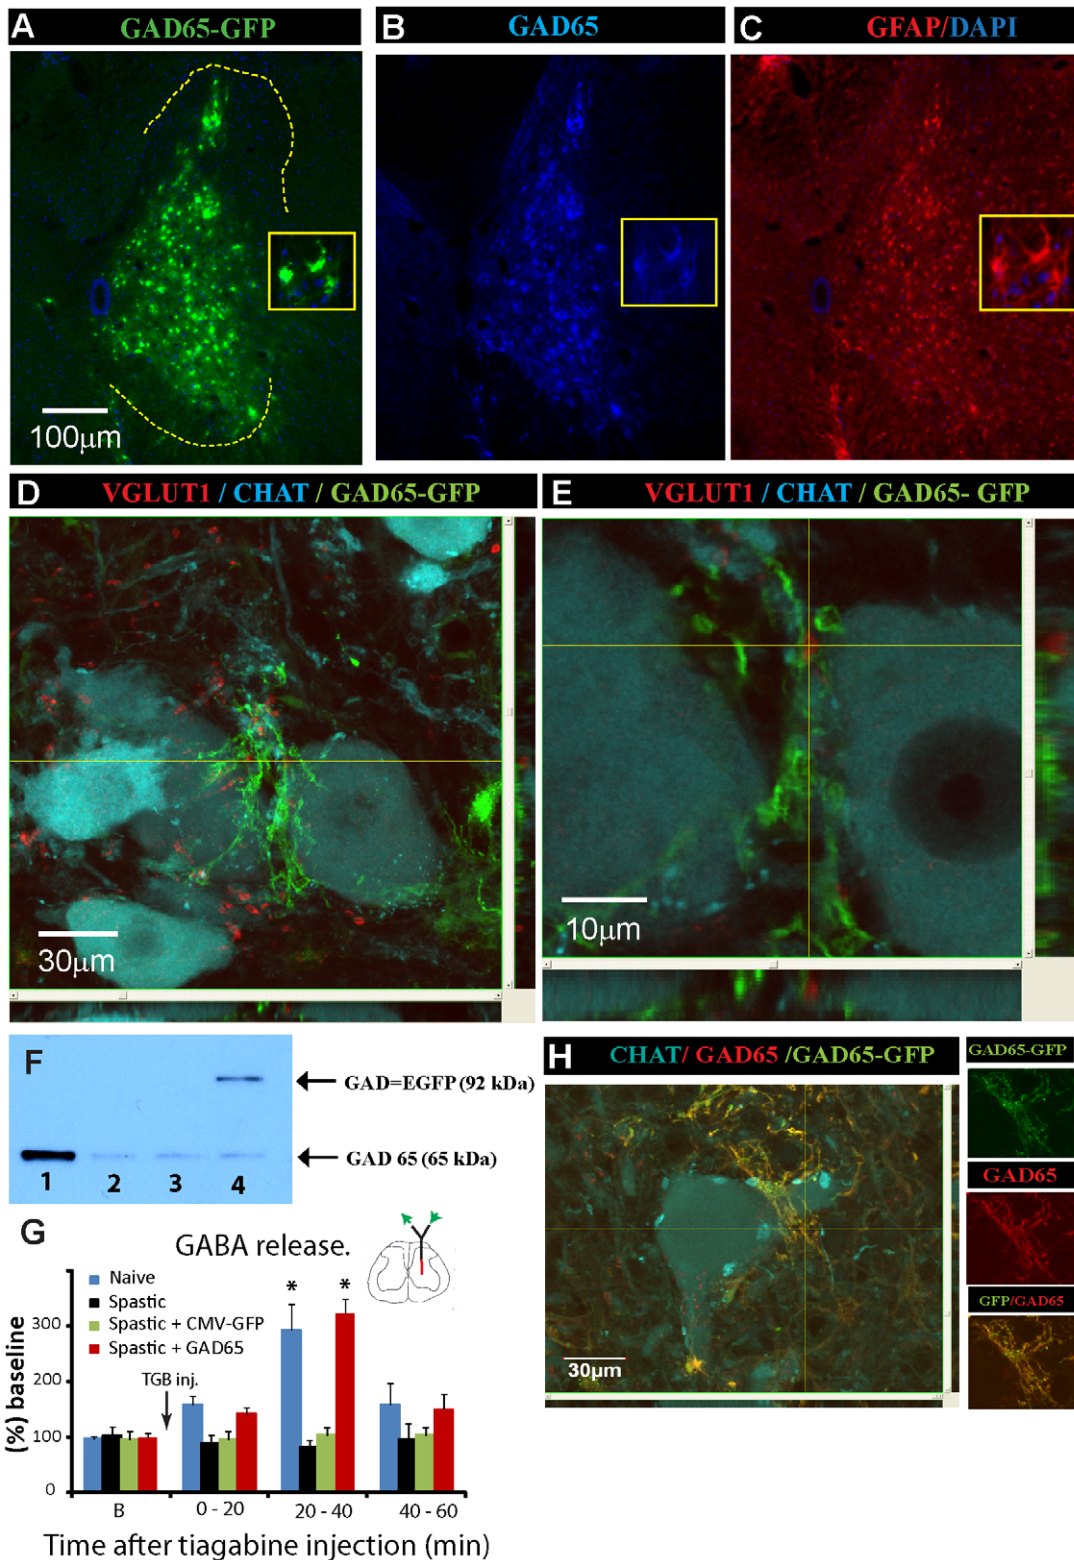 A
GAD65-GFP
100µm
B
GAD65
C
GFAP/DAPI
D
VGLUT1 / CHAT / GAD65-GFP
30µm
E
VGLUT1 / CHAT / GAD65- GFP
10µm
F
GAD=EGFP (92 kDa)
GAD 65 (65 kDa)
1 2 3 4
G
GABA release.
Naive
Spastic
Spastic + CMV-GFP
Spastic + GAD65
TGB inj.
* *
(%) baseline
300
200
100
0
B 0 - 20 20 - 40 40 - 60
Time after tiagabine injection (min)
H
CHAT/ GAD65 /GAD65-GFP
30µm
GAD65-GFP
GAD65
GFP/GAD65